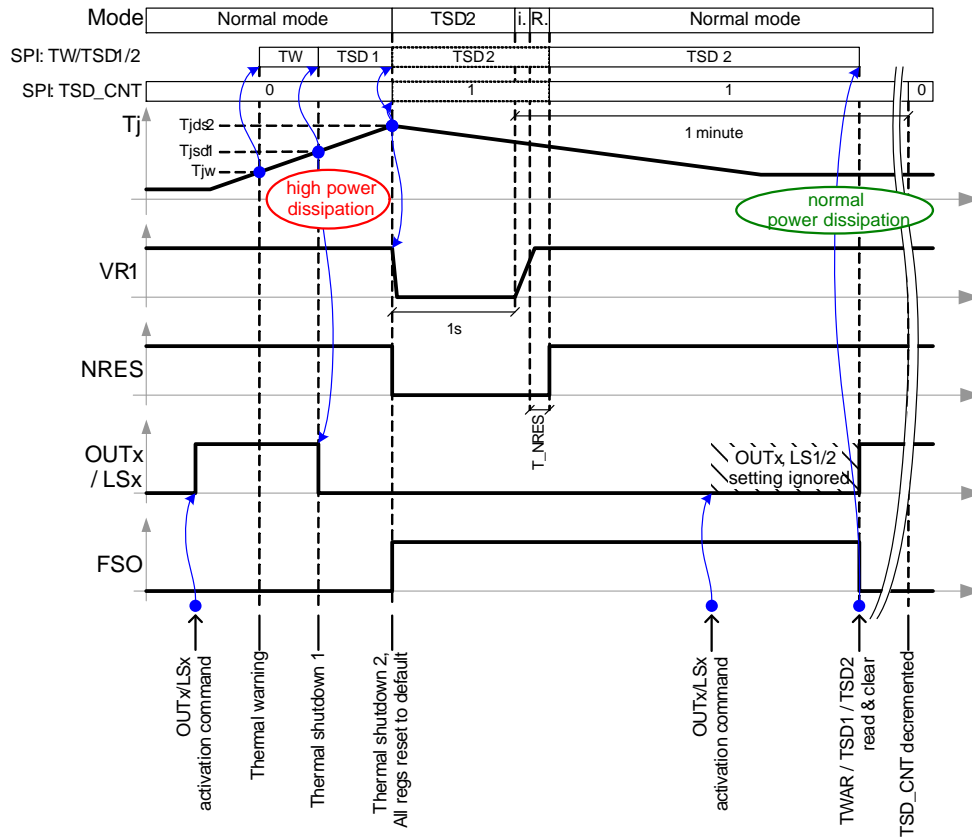 Mode
Normal mode
TSD2
i.
R.
Normal mode
SPI: TW/TSD1/2
TW
TSD 1
TSD 2
TSD 2
SPI: TSD_CNT
0
1
1
0
Tj
Tjds2
Tjsd1
Tjw
1 minute
high power
dissipation
normal
power dissipation
VR1
1s
NRES
T_NRES
OUTx
/ LSx
OUTx, LS1/2
setting ignored
FSO
OUTx/LSx
activation command
Thermal warning
Thermal shutdown 1
Thermal shutdown 2,
All regs reset to default
OUTx/LSx
activation command
TWAR / TSD1 / TSD2
read & clear
TSD_CNT decremented